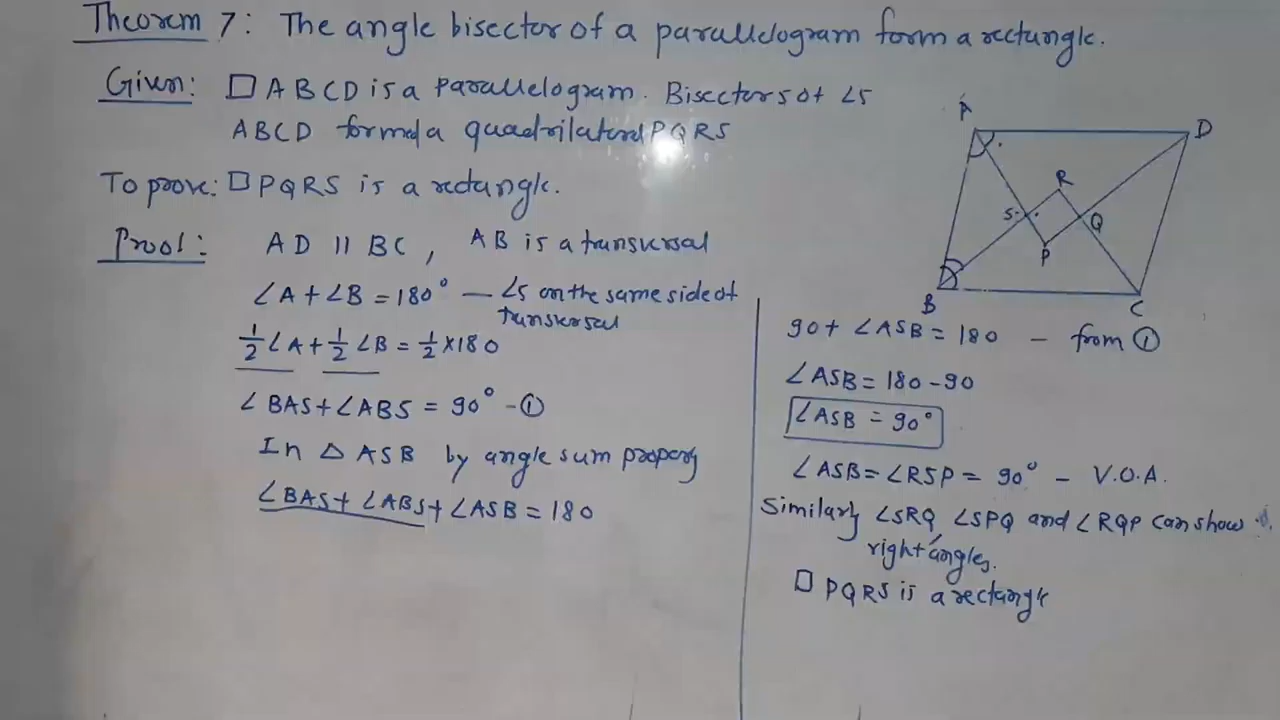 Theorem 7: The angle bisector of a parallelogram form a rectangle.
Given: □ABCD is a parallelogram. Bisectors of ∠s
ABCD formed a quadrilateral PQRS
To prove: □PQRS is a rectangle.
Proof: AD || BC, AB is a transversal
∠A + ∠B = 180° — ∠s on the same side of
transversal
1/2∠A + 1/2∠B = 1/2 × 180
∠BAS + ∠ABS = 90° - ①
In △ ASB by angle sum property
∠BAS + ∠ABS + ∠ASB = 180
A
D
R
S
Q
P
B
C
90 + ∠ASB = 180 - from ①
∠ASB = 180 - 90
∠ASB = 90°
∠ASB = ∠RSP = 90° - V.O.A.
Similarly ∠SRQ, ∠SPQ and ∠RQP can show
right angles.
□ PQRS is a rectangle